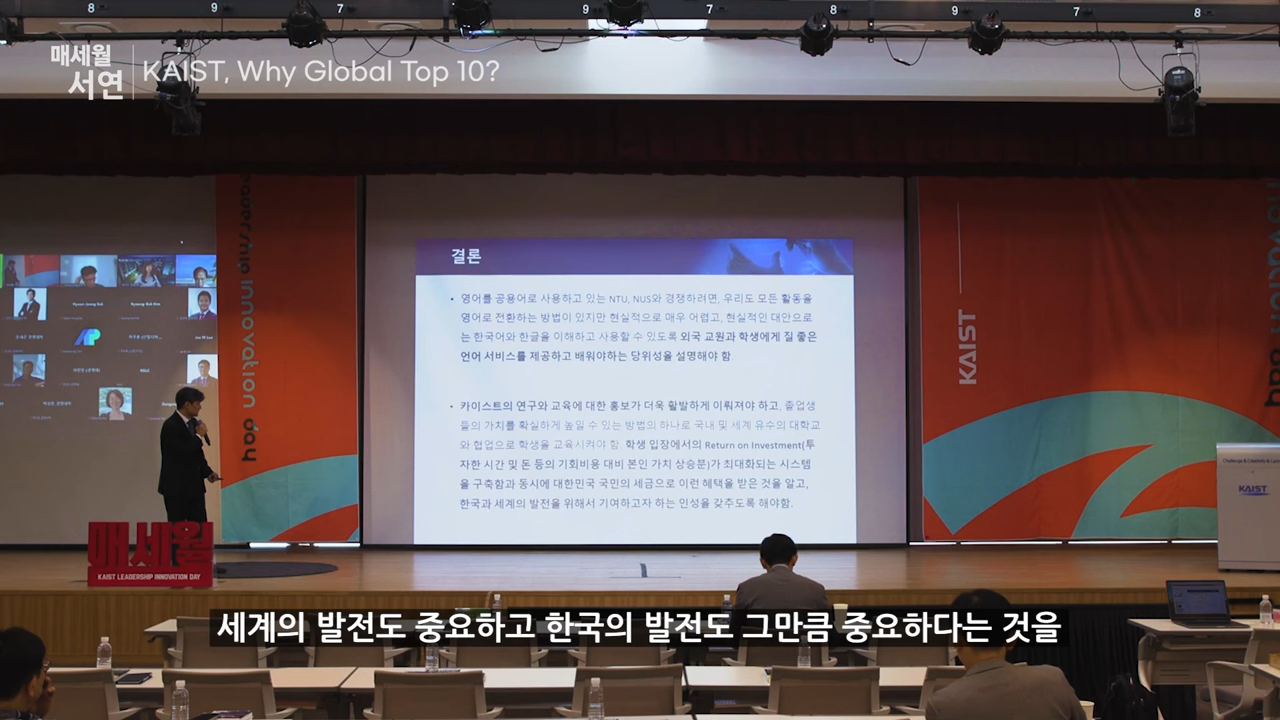 8 9 7 9 7 8 9 7 8
매세월
서연
KAIST, Why Global Top 10?
결론
• 영어를 공용어로 사용하고 있는 NTU, NUS와 경쟁하려면, 우리도 모든 활동을
영어로 전환하는 방법이 있지만 현실적으로 매우 어렵고, 현실적인 대안으로
는 한국어와 한글을 이해하고 사용할 수 있도록 외국 교원과 학생에게 질 좋은
언어 서비스를 제공하고 배워야하는 당위성을 설명해야 함
• 카이스트의 연구와 교육에 대한 홍보가 더욱 활발하게 이뤄져야 하고, 졸업생
들의 가치를 확실하게 높일 수 있는 방법의 하나로 국내 및 세계 유수의 대학교
와 협업으로 학생을 교육시켜야 함. 학생 입장에서의 Return on Investment(투
자한 시간 및 돈 등의 기회비용 대비 본인 가치 상승분)가 최대화되는 시스템
을 구축함과 동시에 대한민국 국민의 세금으로 이런 혜택을 받은 것을 알고,
한국과 세계의 발전을 위해서 기여하고자 하는 인성을 갖추도록 해야함.
innovation day
KAIST
KAIST
매세월
KAIST LEADERSHIP INNOVATION DAY
세계의 발전도 중요하고 한국의 발전도 그만큼 중요하다는 것을